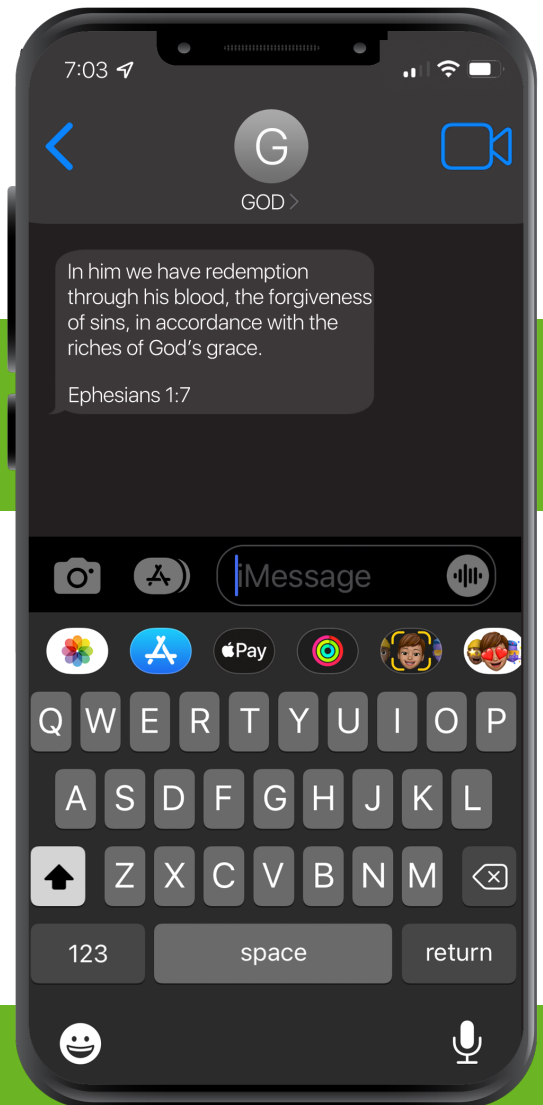 7:03
G
GOD
In him we have redemption
through his blood, the forgiveness
of sins, in accordance with the
riches of God's grace.
Ephesians 1:7
iMessage
Pay
Q W E R T Y U I O P
A S D F G H J K L
Z X C V B N M
123 space return